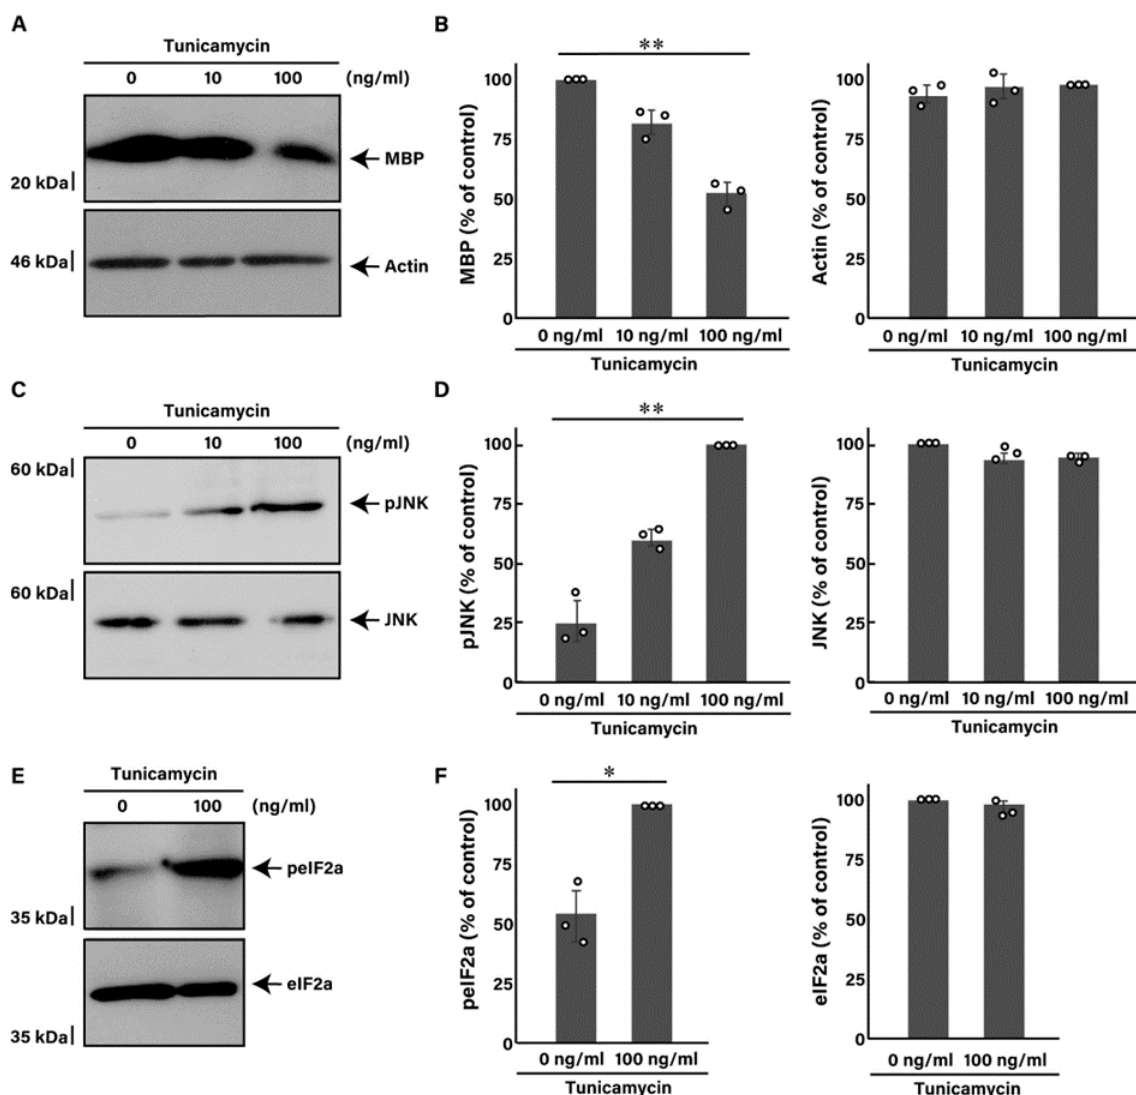 A
Tunicamycin
0 10 100 (ng/ml)
MBP
20 kDa
46 kDa
Actin
B
**
MBP (% of control)
100
75
50
25
0
0 ng/ml 10 ng/ml 100 ng/ml
Tunicamycin
Actin (% of control)
100
75
50
25
0
0 ng/ml 10 ng/ml 100 ng/ml
Tunicamycin
C
Tunicamycin
0 10 100 (ng/ml)
60 kDa
pJNK
60 kDa
JNK
D
**
pJNK (% of control)
100
75
50
25
0
0 ng/ml 10 ng/ml 100 ng/ml
Tunicamycin
JNK (% of control)
100
75
50
25
0
0 ng/ml 10 ng/ml 100 ng/ml
Tunicamycin
E
Tunicamycin
0 100 (ng/ml)
peIF2a
35 kDa
eIF2a
35 kDa
F
*
peIF2a (% of control)
100
75
50
25
0
0 ng/ml 100 ng/ml
Tunicamycin
eIF2a (% of control)
100
75
50
25
0
0 ng/ml 100 ng/ml
Tunicamycin